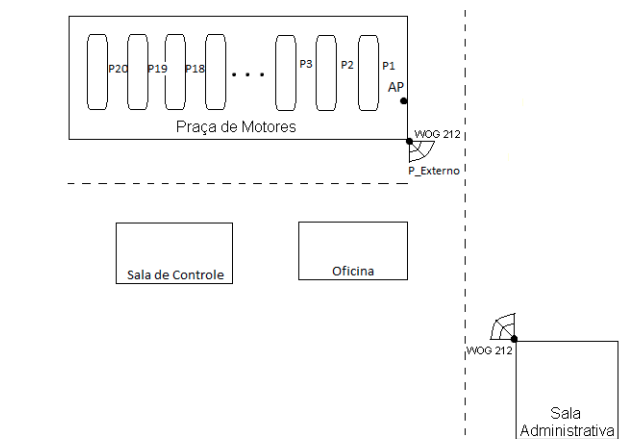 P20 P19 P18 ... P3 P2 P1
AP
Praça de Motores
WOG 212
P_Externo
Sala de Controle
Oficina
WOG 212
Sala
Administrativa